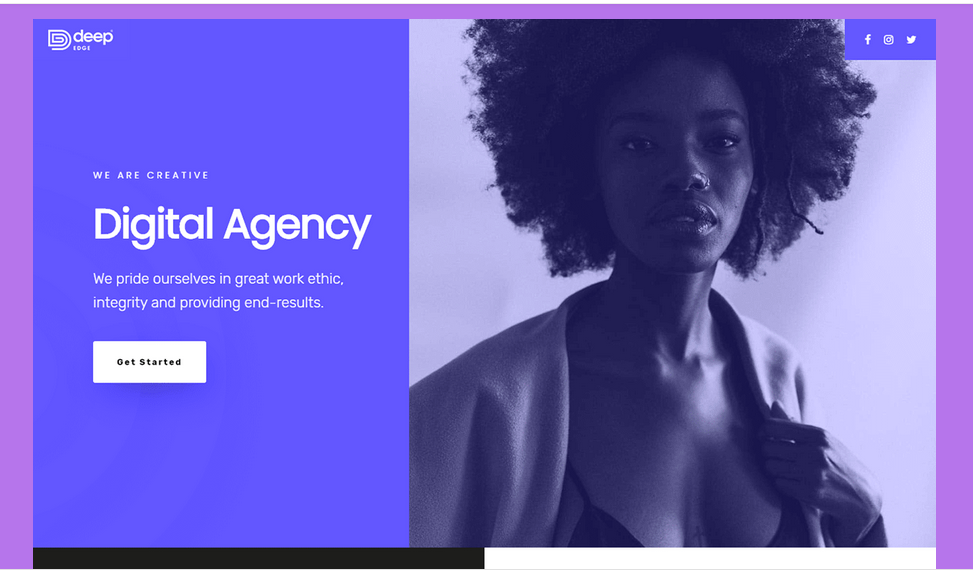 deep
EDGE
WE ARE CREATIVE
Digital Agency
We pride ourselves in great work ethic,
integrity and providing end-results.
Get Started